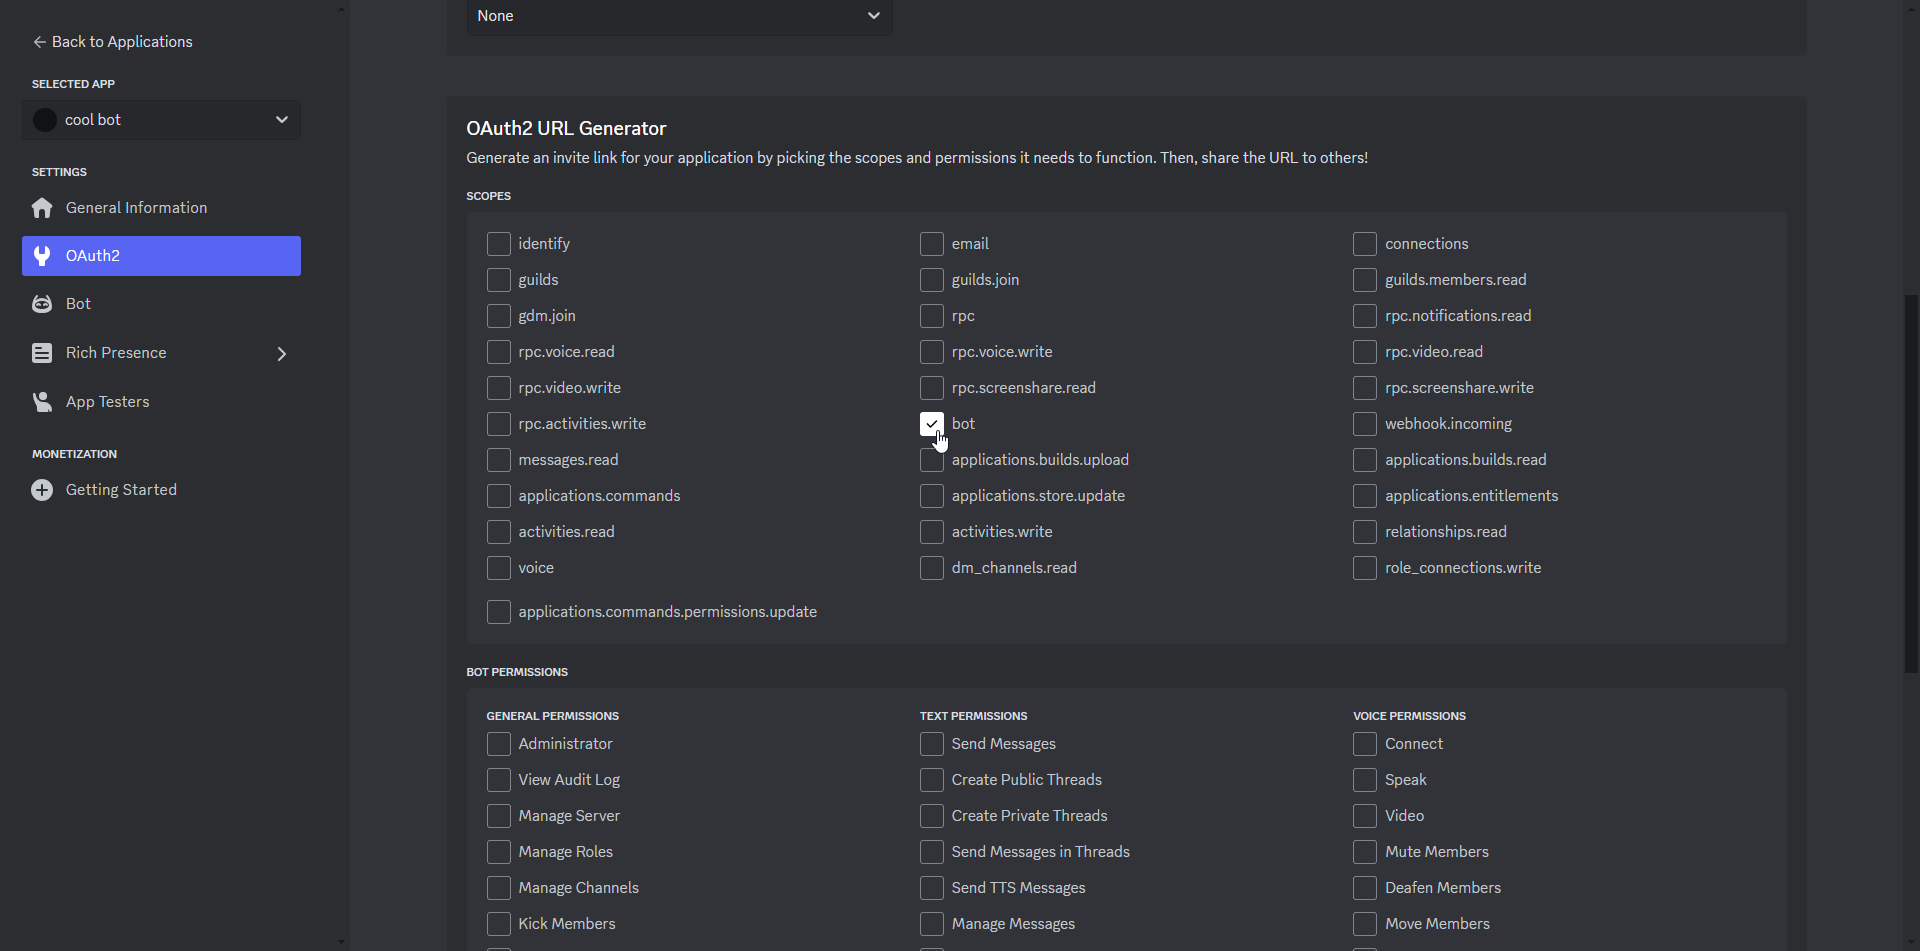 Back to Applications
SELECTED APP
cool bot
SETTINGS
General Information
OAuth2
Bot
Rich Presence
App Testers
MONETIZATION
Getting Started
None
OAuth2 URL Generator
Generate an invite link for your application by picking the scopes and permissions it needs to function. Then, share the URL to others!
SCOPES
identify email connections
guilds guilds.join guilds.members.read
gdm.join rpc rpc.notifications.read
rpc.voice.read rpc.voice.write rpc.video.read
rpc.video.write rpc.screenshare.read rpc.screenshare.write
rpc.activities.write bot webhook.incoming
messages.read applications.builds.upload applications.builds.read
applications.commands applications.store.update applications.entitlements
activities.read activities.write relationships.read
voice dm_channels.read role_connections.write
applications.commands.permissions.update
BOT PERMISSIONS
GENERAL PERMISSIONS TEXT PERMISSIONS VOICE PERMISSIONS
Administrator Send Messages Connect
View Audit Log Create Public Threads Speak
Manage Server Create Private Threads Video
Manage Roles Send Messages in Threads Mute Members
Manage Channels Send TTS Messages Deafen Members
Kick Members Manage Messages Move Members